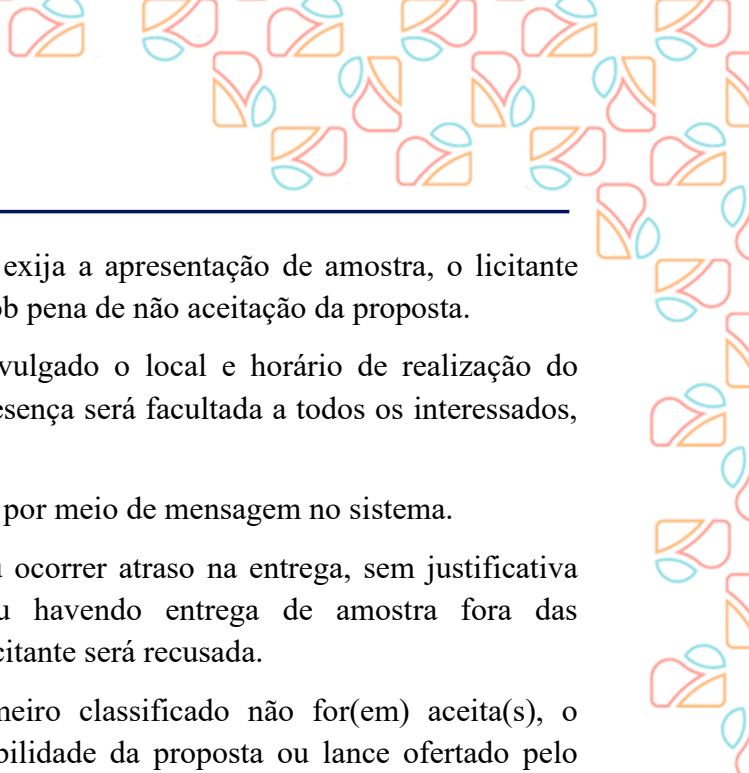 exija a apresentação de amostra, o licitante
ob pena de não aceitação da proposta.
vulgado o local e horário de realização do
esença será facultada a todos os interessados,
por meio de mensagem no sistema.
ocorrer atraso na entrega, sem justificativa
u havendo entrega de amostra fora das
citante será recusada.
meiro classificado não for(em) aceita(s), o
bilidade da proposta ou lance ofertado pelo